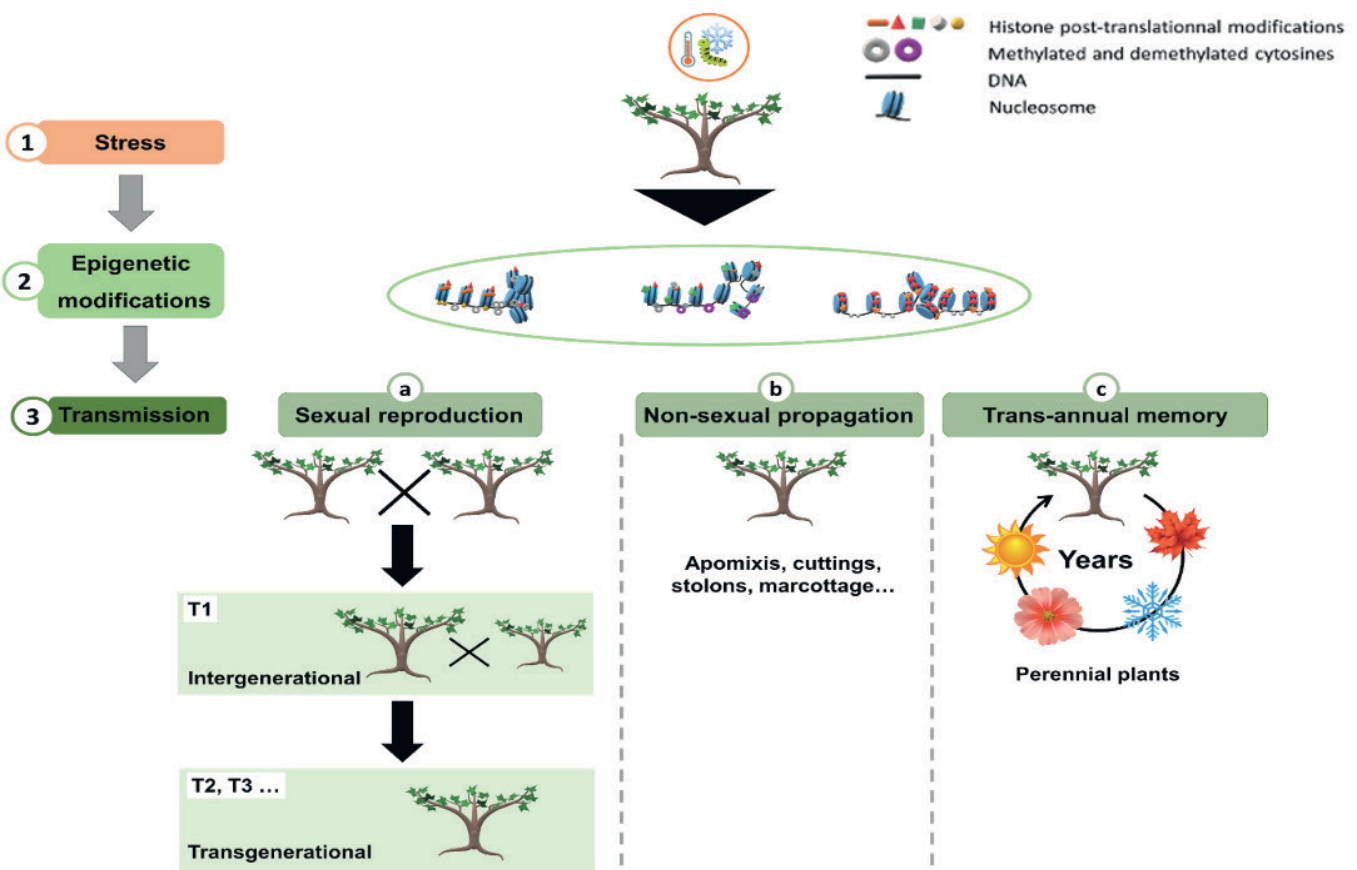 Histone post-translationnal modifications
Methylated and demethylated cytosines
DNA
Nucleosome
1
Stress
2
Epigenetic
modifications
3
Transmission
a
Sexual reproduction
b
Non-sexual propagation
c
Trans-annual memory
T1
Intergenerational
T2, T3 ...
Transgenerational
Apomixis, cuttings,
stolons, marcottage...
Years
Perennial plants